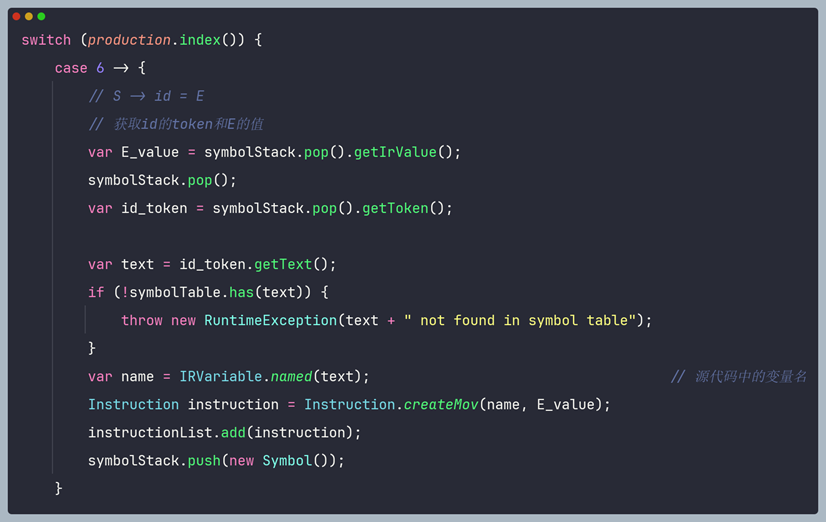 switch (production.index()) {
case 6 -> {
// S -> id = E
// 获取id的token和E的值
var E_value = symbolStack.pop().getIrValue();
symbolStack.pop();
var id_token = symbolStack.pop().getToken();
var text = id_token.getText();
if (!symbolTable.has(text)) {
throw new RuntimeException(text + " not found in symbol table");
}
var name = IRVariable.named(text); // 源代码中的变量名
Instruction instruction = Instruction.createMov(name, E_value);
instructionList.add(instruction);
symbolStack.push(new Symbol());
}